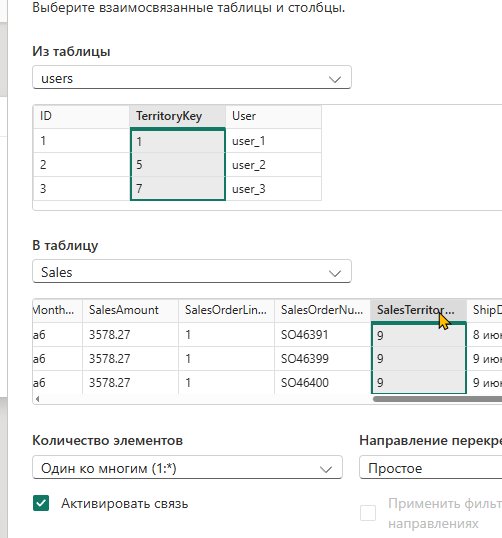 Выберите взаимосвязанные таблицы и столбцы.
Из таблицы
users
ID TerritoryKey User
1 1 user_1
2 5 user_2
3 7 user_3
В таблицу
Sales
Month... SalesAmount SalesOrderLin... SalesOrderNu... SalesTerritor... ShipD
a6 3578.27 1 SO46391 9 8 июн
a6 3578.27 1 SO46399 9 9 июн
a6 3578.27 1 SO46400 9 9 июн
Количество элементов Направление перекре
Один ко многим (1:*) Простое
Активировать связь Применить фильт
направлениях